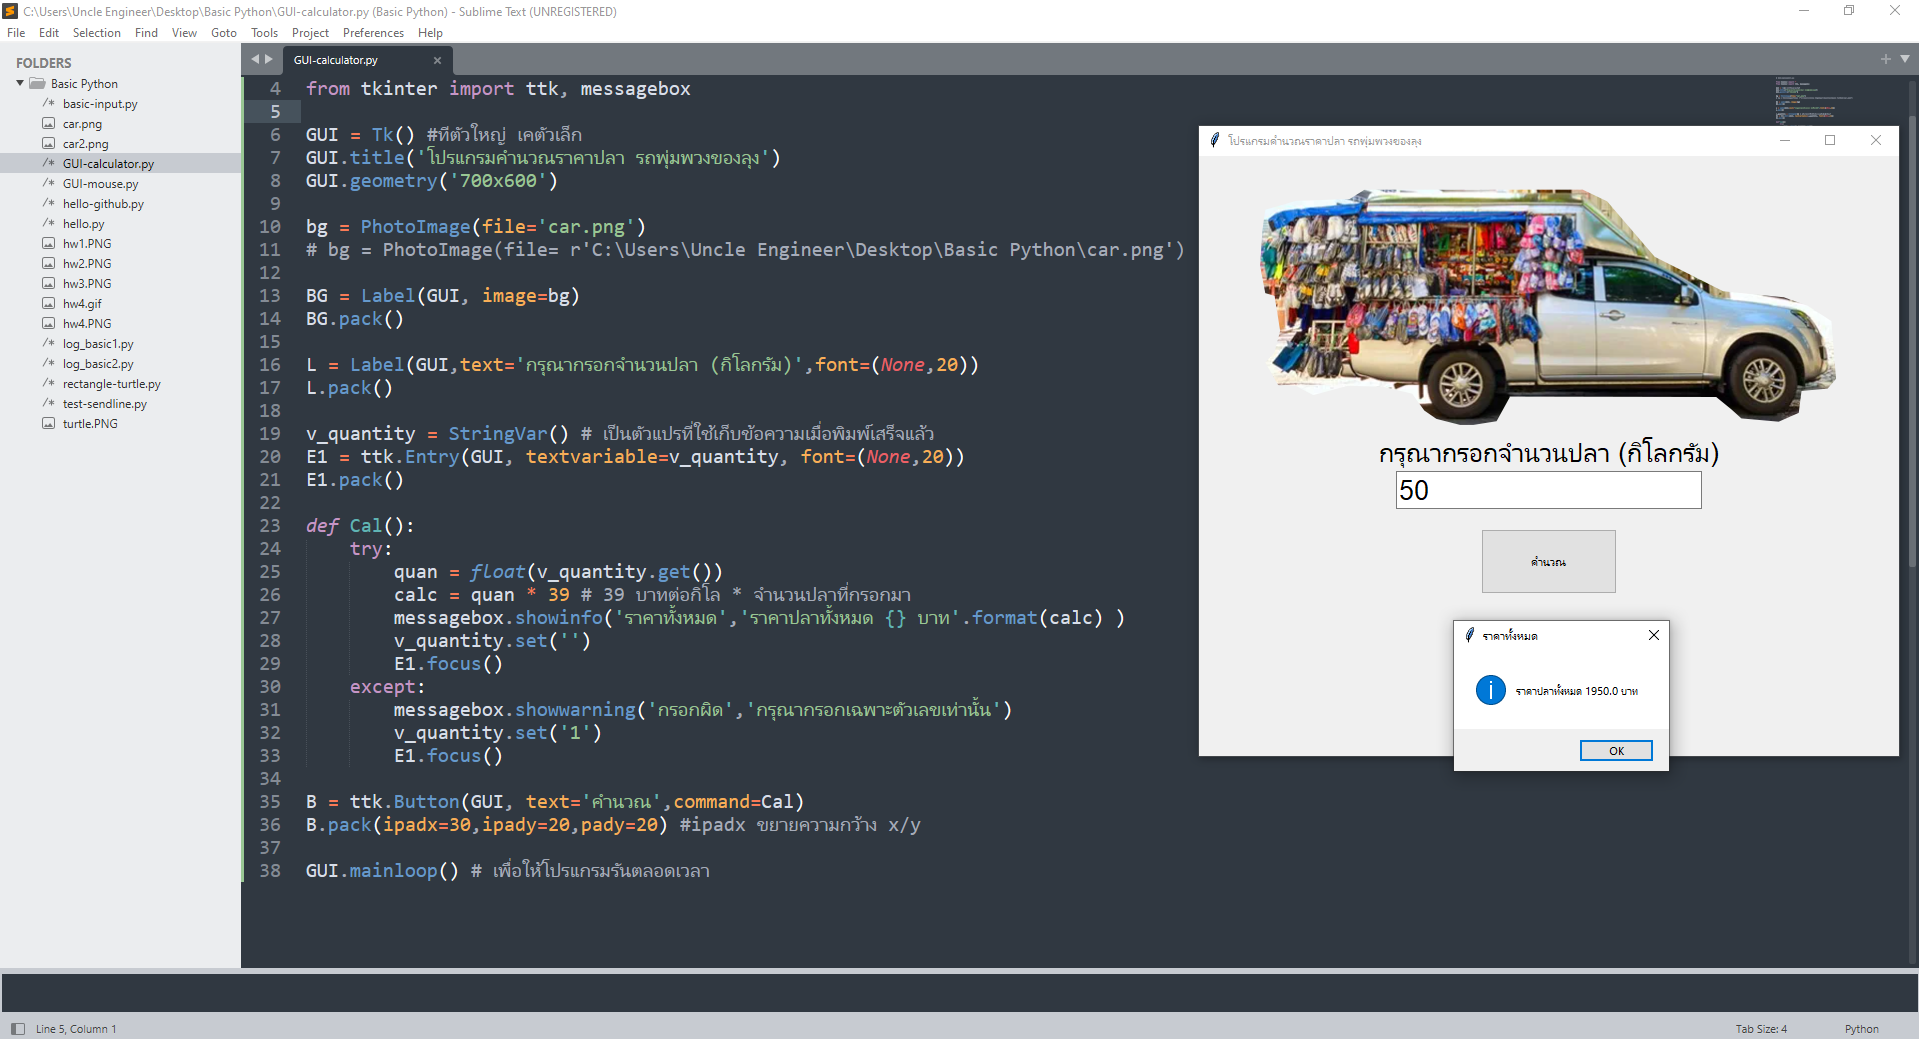 C:\Users\Uncle Engineer\Desktop\Basic Python\GUI-calculator.py (Basic Python) - Sublime Text (UNREGISTERED)
File Edit Selection Find View Goto Tools Project Preferences Help
FOLDERS
Basic Python
/* basic-input.py
car.png
car2.png
/* GUI-calculator.py
/* GUI-mouse.py
/* hello-github.py
/* hello.py
hw1.PNG
hw2.PNG
hw3.PNG
hw4.gif
hw4.PNG
/* log_basic1.py
/* log_basic2.py
/* rectangle-turtle.py
/* test-sendline.py
turtle.PNG
GUI-calculator.py
4 from tkinter import ttk, messagebox
5
6 GUI = Tk() #ทีตัวใหญ่ เคตัวเล็ก
7 GUI.title('โปรแกรมคำนวณราคาปลา รถพุ่มพวงของลุง')
8 GUI.geometry('700x600')
9
10 bg = PhotoImage(file='car.png')
11 # bg = PhotoImage(file= r'C:\Users\Uncle Engineer\Desktop\Basic Python\car.png')
12
13 BG = Label(GUI, image=bg)
14 BG.pack()
15
16 L = Label(GUI,text='กรุณากรอกจำนวนปลา (กิโลกรัม)',font=(None,20))
17 L.pack()
18
19 v_quantity = StringVar() # เป็นตัวแปรที่ใช้เก็บข้อความเมื่อพิมพ์เสร็จแล้ว
20 E1 = ttk.Entry(GUI, textvariable=v_quantity, font=(None,20))
21 E1.pack()
22
23 def Cal():
24 try:
25 quan = float(v_quantity.get())
26 calc = quan * 39 # 39 บาทต่อกิโล * จำนวนปลาที่กรอกมา
27 messagebox.showinfo('ราคาทั้งหมด','ราคาปลาทั้งหมด {} บาท'.format(calc) )
28 v_quantity.set('')
29 E1.focus()
30 except:
31 messagebox.showwarning('กรอกผิด','กรุณากรอกเฉพาะตัวเลขเท่านั้น')
32 v_quantity.set('1')
33 E1.focus()
34
35 B = ttk.Button(GUI, text='คำนวณ',command=Cal)
36 B.pack(ipadx=30,ipady=20,pady=20) #ipadx ขยายความกว้าง x/y
37
38 GUI.mainloop() # เพื่อให้โปรแกรมรันตลอดเวลา
โปรแกรมคำนวณราคาปลา รถพุ่มพวงของลุง
กรุณากรอกจำนวนปลา (กิโลกรัม)
50
คำนวณ
ราคาทั้งหมด
ราคาปลาทั้งหมด 1950.0 บาท
OK
Line 5, Column 1
Tab Size: 4 Python